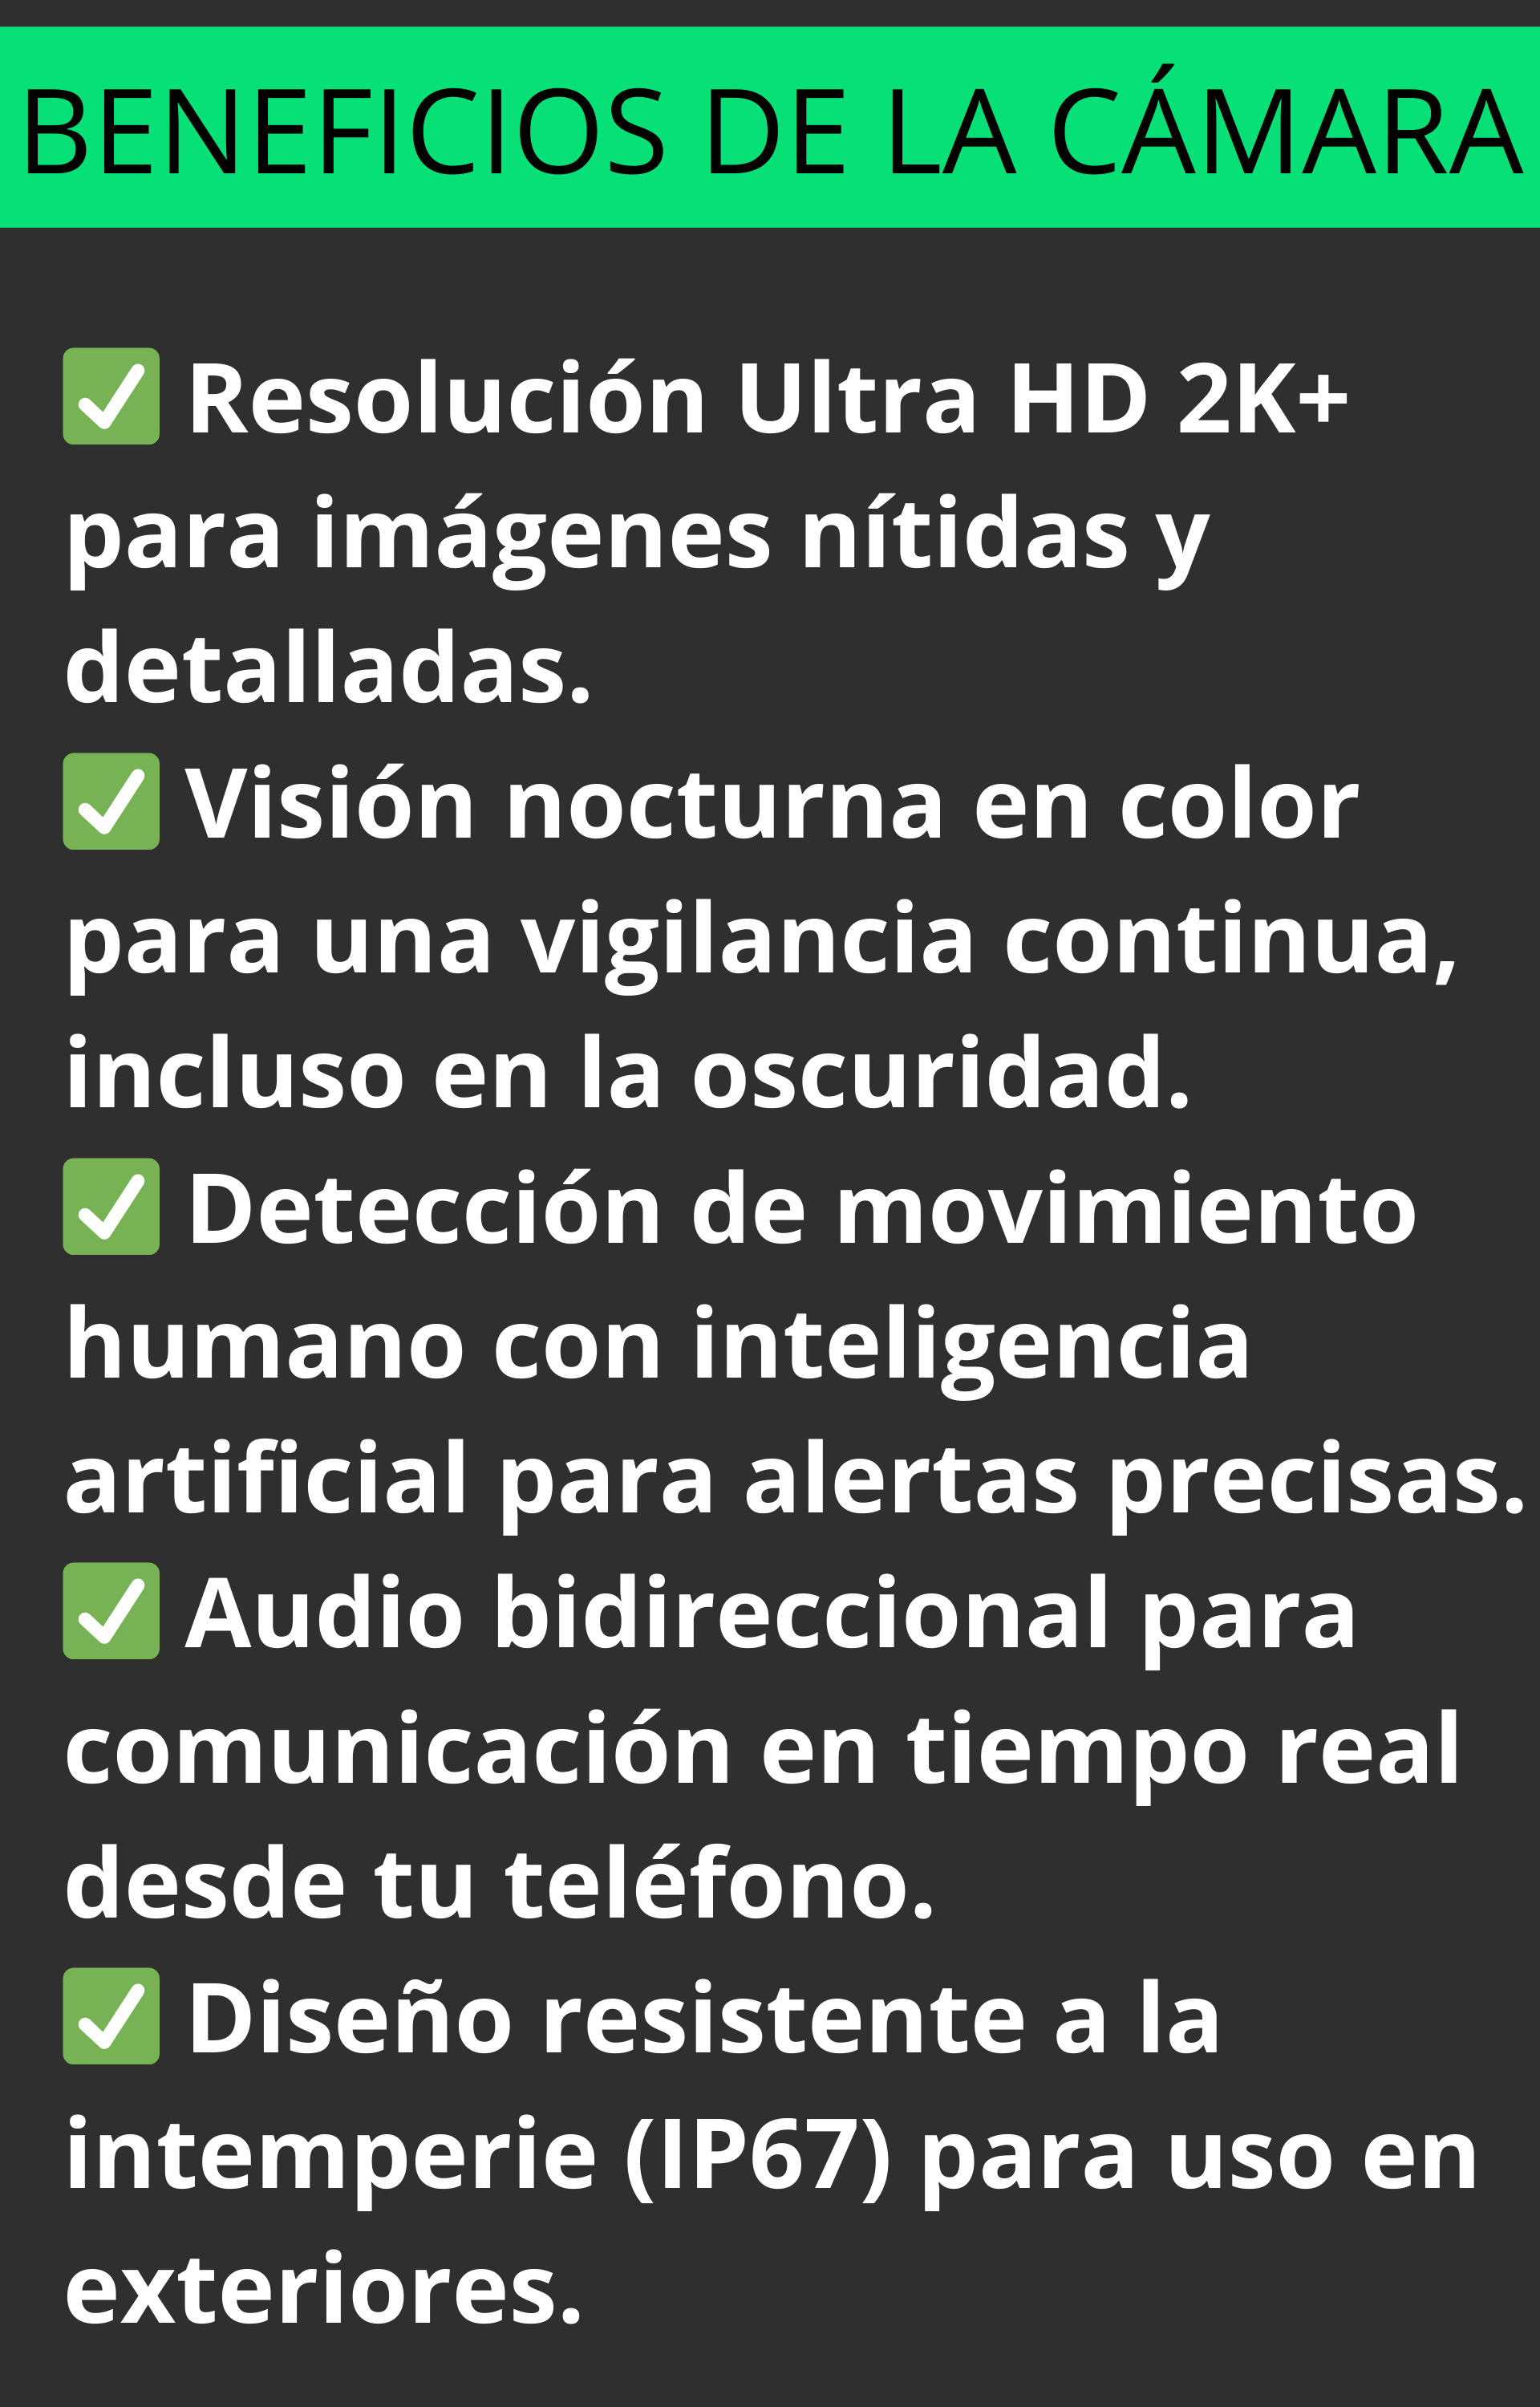 BENEFICIOS DE LA CÁMARA
✅ Resolución Ultra HD 2K+
para imágenes nítidas y
detalladas.
✅ Visión nocturna en color
para una vigilancia continua,
incluso en la oscuridad.
✅ Detección de movimiento
humano con inteligencia
artificial para alertas precisas.
✅ Audio bidireccional para
comunicación en tiempo real
desde tu teléfono.
✅ Diseño resistente a la
intemperie (IP67) para uso en
exteriores.